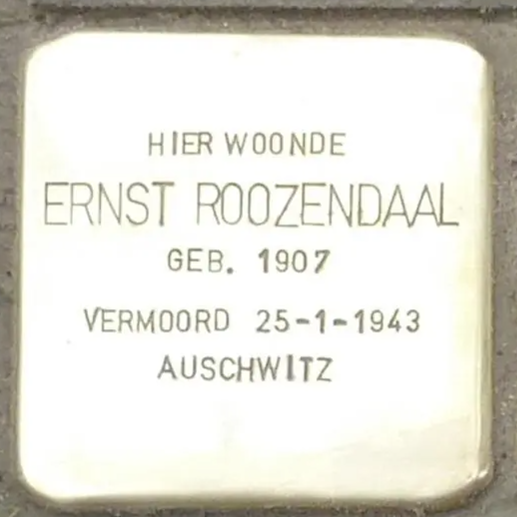 HIER WOONDE
ERNST ROOZENDAAL
GEB. 1907
VERMOORD 25-1-1943
AUSCHWITZ